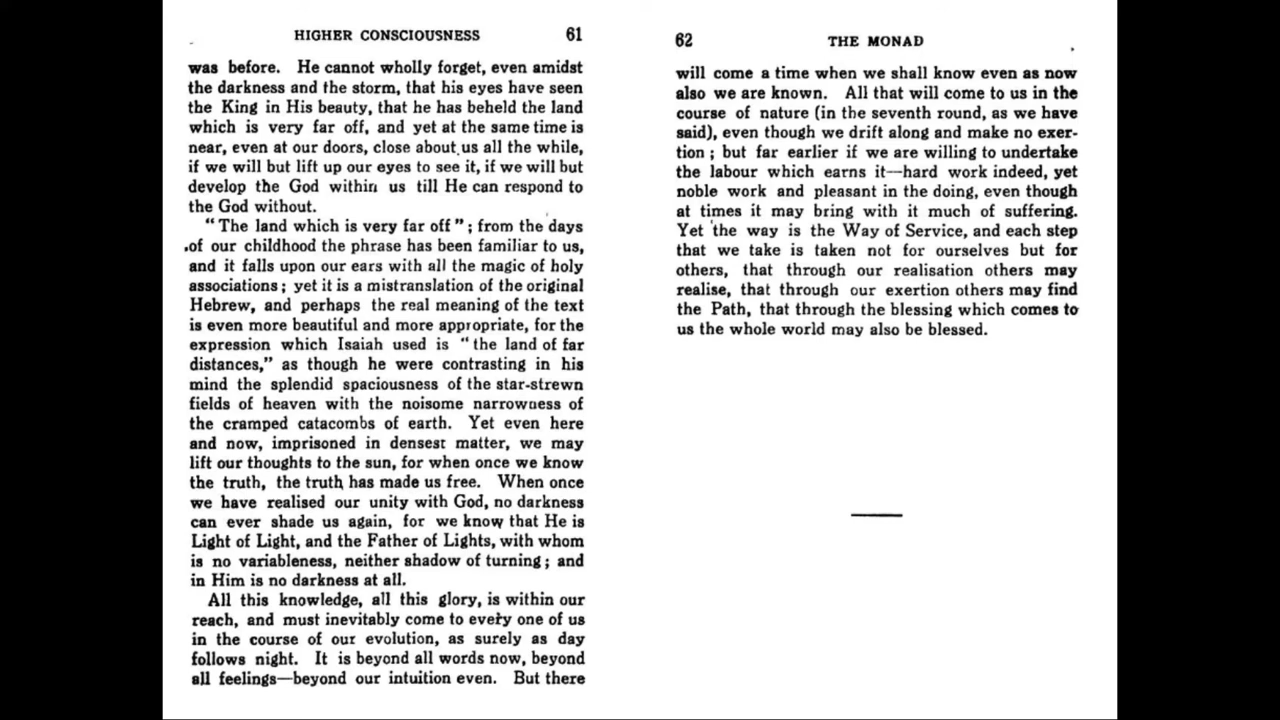 HIGHER CONSCIOUSNESS 61
was before. He cannot wholly forget, even amidst
the darkness and the storm, that his eyes have seen
the King in His beauty, that he has beheld the land
which is very far off, and yet at the same time is
near, even at our doors, close about us all the while,
if we will but lift up our eyes to see it, if we will but
develop the God within us till He can respond to
the God without.
"The land which is very far off"; from the days
of our childhood the phrase has been familiar to us,
and it falls upon our ears with all the magic of holy
associations; yet it is a mistranslation of the original
Hebrew, and perhaps the real meaning of the text
is even more beautiful and more appropriate, for the
expression which Isaiah used is "the land of far
distances," as though he were contrasting in his
mind the splendid spaciousness of the star-strewn
fields of heaven with the noisome narrowness of
the cramped catacombs of earth. Yet even here
and now, imprisoned in densest matter, we may
lift our thoughts to the sun, for when once we know
the truth, the truth has made us free. When once
we have realised our unity with God, no darkness
can ever shade us again, for we know that He is
Light of Light, and the Father of Lights, with whom
is no variableness, neither shadow of turning; and
in Him is no darkness at all.
All this knowledge, all this glory, is within our
reach, and must inevitably come to every one of us
in the course of our evolution, as surely as day
follows night. It is beyond all words now, beyond
all feelings—beyond our intuition even. But there
62 THE MONAD
will come a time when we shall know even as now
also we are known. All that will come to us in the
course of nature (in the seventh round, as we have
said), even though we drift along and make no exer-
tion; but far earlier if we are willing to undertake
the labour which earns it—hard work indeed, yet
noble work and pleasant in the doing, even though
at times it may bring with it much of suffering.
Yet the way is the Way of Service, and each step
that we take is taken not for ourselves but for
others, that through our realisation others may
realise, that through our exertion others may find
the Path, that through the blessing which comes to
us the whole world may also be blessed.